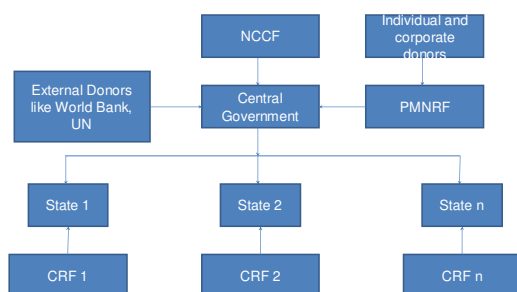 NCCF
Individual and
corporate
donors
External Donors
like World Bank,
UN
Central
Government
PMNRF
State 1
State 2
State n
CRF 1
CRF 2
CRF n